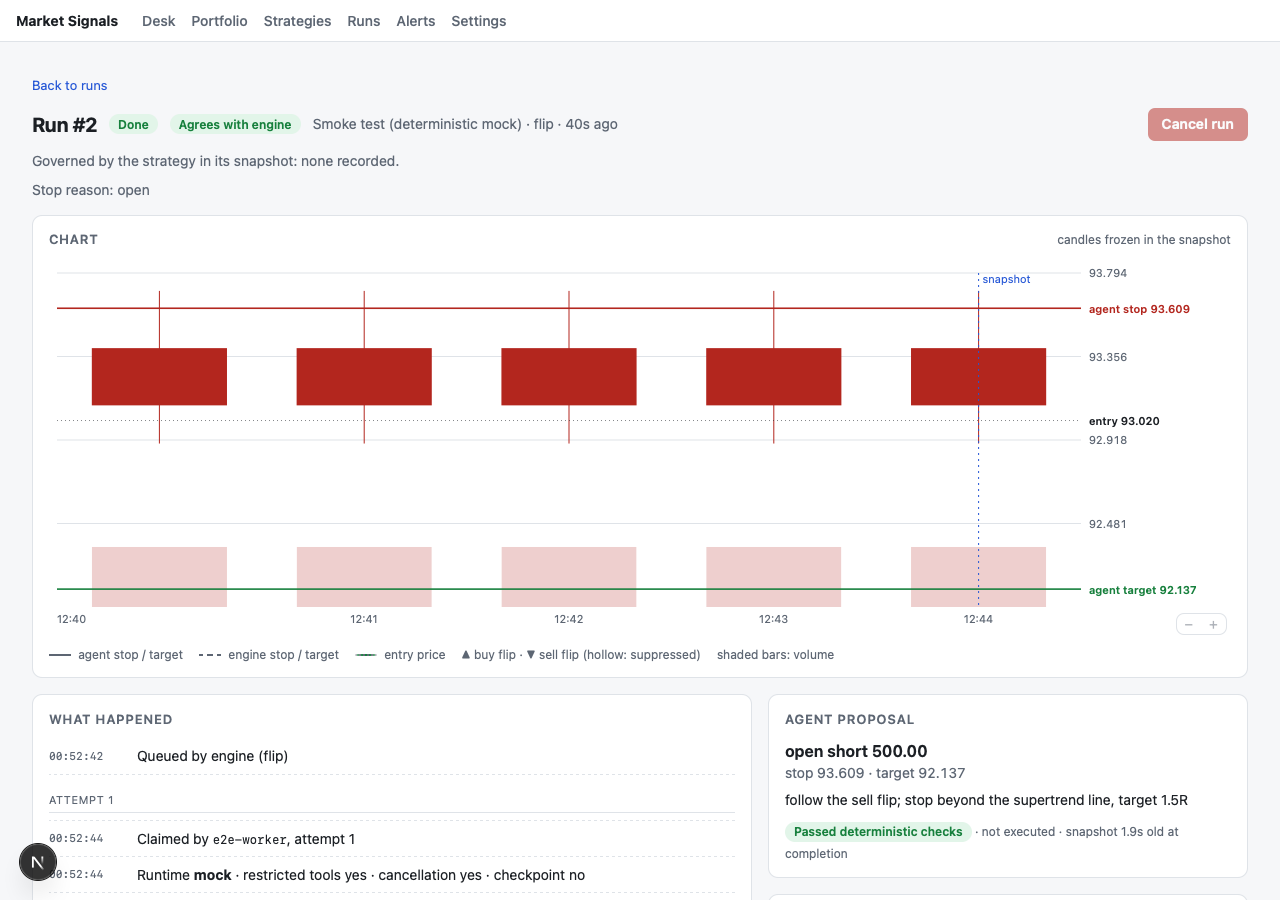 Market Signals Desk Portfolio Strategies Runs Alerts Settings
Back to runs
Run #2 Done Agrees with engine Smoke test (deterministic mock) · flip · 40s ago Cancel run
Governed by the strategy in its snapshot: none recorded.
Stop reason: open
CHART candles frozen in the snapshot
93.794
snapshot
agent stop 93.609
93.356
entry 93.020
92.918
92.481
agent target 92.137
12:40 12:41 12:42 12:43 12:44
− +
agent stop / target engine stop / target entry price ▲ buy flip · ▼ sell flip (hollow: suppressed) shaded bars: volume
WHAT HAPPENED
00:52:42 Queued by engine (flip)
ATTEMPT 1
00:52:44 Claimed by e2e-worker, attempt 1
00:52:44 Runtime mock · restricted tools yes · cancellation yes · checkpoint no
N
AGENT PROPOSAL
open short 500.00
stop 93.609 · target 92.137
follow the sell flip; stop beyond the supertrend line, target 1.5R
Passed deterministic checks · not executed · snapshot 1.9s old at
completion